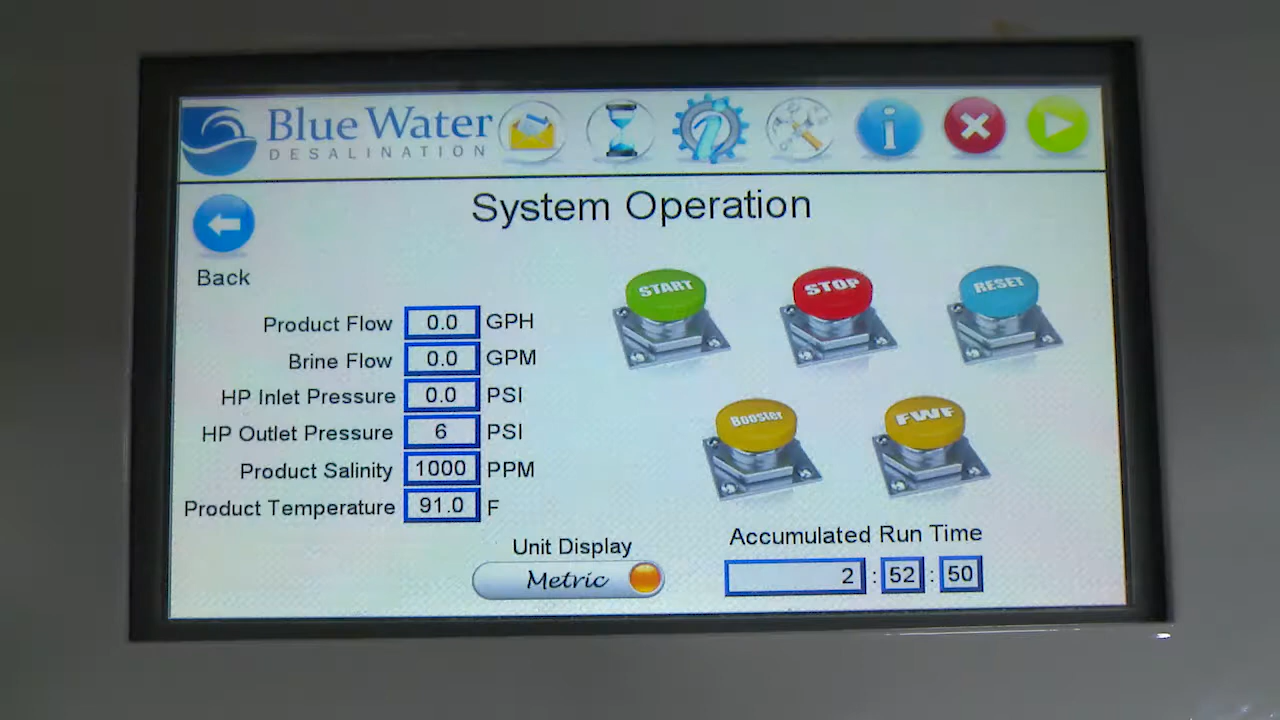 Blue Water
DESALINATION
i
i
System Operation
Back
START
STOP
RESET
Product Flow 0.0 GPH
Brine Flow 0.0 GPM
HP Inlet Pressure 0.0 PSI
HP Outlet Pressure 6 PSI
Product Salinity 1000 PPM
Product Temperature 91.0 F
Booster
FWF
Unit Display
Metric
Accumulated Run Time
2 : 52 : 50